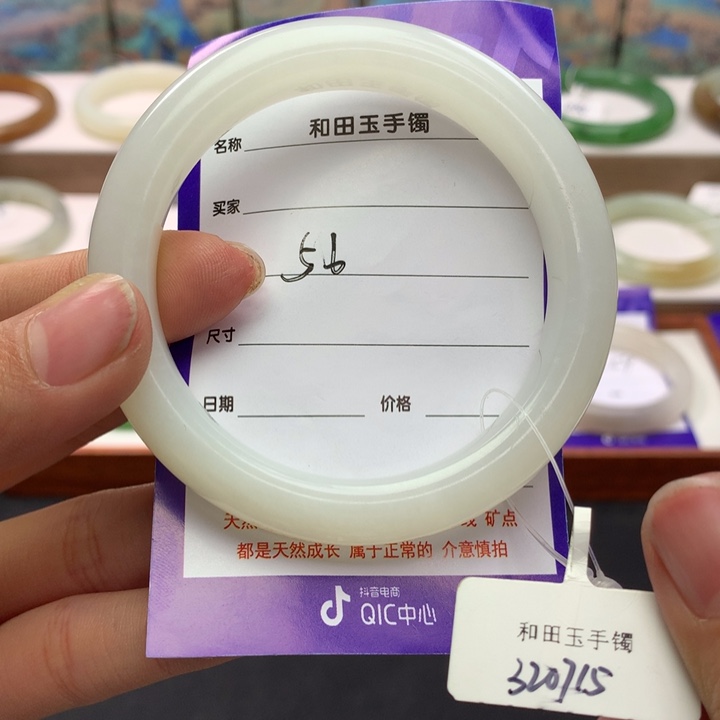 名称 和田玉手镯
买家
56
尺寸
日期 价格
天然 线 矿点
都是天然成长 属于正常的 介意慎拍
抖音电商
QIC中心
和田玉手镯
320715